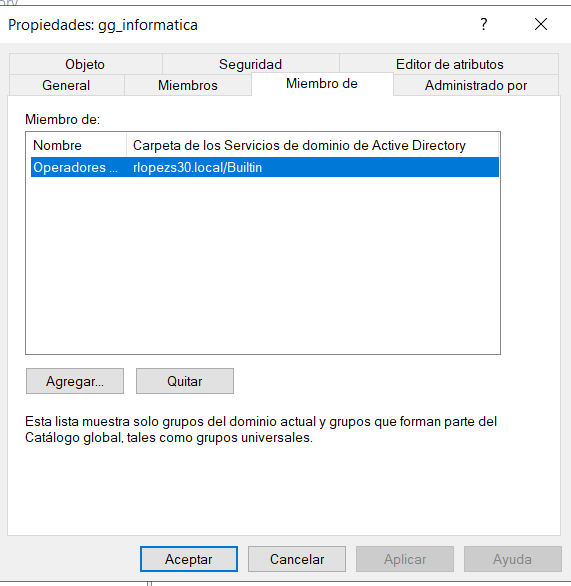 Propiedades: gg_informatica
?
Objeto Seguridad Editor de atributos
General Miembros Miembro de Administrado por
Miembro de:
Nombre Carpeta de los Servicios de dominio de Active Directory
Operadores ... rlopezs30.local/Builtin
Agregar... Quitar
Esta lista muestra solo grupos del dominio actual y grupos que forman parte del
Catálogo global, tales como grupos universales.
Aceptar Cancelar Aplicar Ayuda